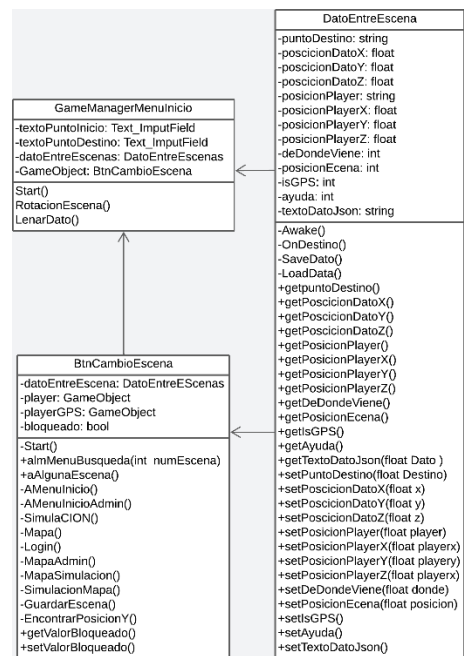 GameManagerMenuInicio
-textoPuntoInicio: Text_ImputField
-textoPuntoDestino: Text_ImputField
-datoEntreEscenas: DatoEntreEscenas
-GameObject: BtnCambioEscena
Start()
RotacionEscena()
LenarDato()
BtnCambioEscena
-datoEntreEscena: DatoEntreEScenas
-player: GameObject
-playerGPS: GameObject
-bloqueado: bool
-Start()
+almMenuBusqueda(int numEscena)
+aAlgunaEscena()
-AMenuInicio()
-AMenuInicioAdmin()
-SimulaCION()
-Mapa()
-Login()
-MapaAdmin()
-MapaSimulacion()
-SimulacionMapa()
-GuardarEscena()
-EncontrarPosicionY()
+getValorBloqueado()
+setValorBloqueado()
DatoEntreEscena
-puntoDestino: string
-poscicionDatoX: float
-poscicionDatoY: float
-poscicionDatoZ: float
-posicionPlayer: string
-posicionPlayerX: float
-posicionPlayerY: float
-posicionPlayerZ: float
-deDondeViene: int
-posicionEcena: int
-isGPS: int
-ayuda: int
-textoDatoJson: string
-Awake()
-OnDestino()
-SaveDato()
-LoadData()
+getpuntoDestino()
+getPoscicionDatoX()
+getPoscicionDatoY()
+getPoscicionDatoZ()
+getPosicionPlayer()
+getPosicionPlayerX()
+getPosicionPlayerY()
+getPosicionPlayerZ()
+getDeDondeViene()
+getPosicionEcena()
+getIsGPS()
+getAyuda()
+getTextoDatoJson(float Dato )
+setPuntoDestino(float Destino)
+setPoscicionDatoX(float x)
+setPoscicionDatoY(float y)
+setPoscicionDatoZ(float z)
+setPosicionPlayer(float player)
+setPosicionPlayerX(float playerx)
+setPosicionPlayerY(float playery)
+setPosicionPlayerZ(float playerx)
+setDeDondeViene(float donde)
+setPosicionEcena(float posicion)
+setIsGPS()
+setAyuda()
+setTextoDatoJson()